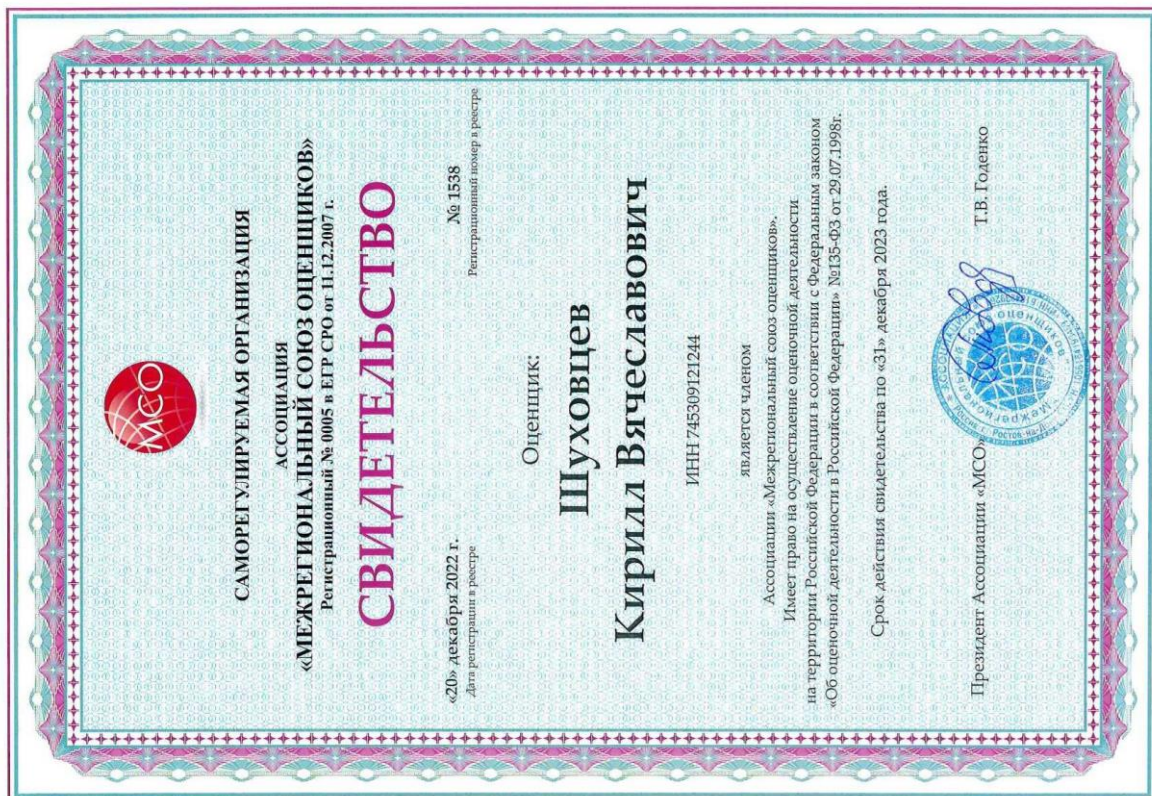 МСО
САМОРЕГУЛИРУЕМАЯ ОРГАНИЗАЦИЯ
АССОЦИАЦИЯ
«МЕЖРЕГИОНАЛЬНЫЙ СОЮЗ ОЦЕНЩИКОВ»
Регистрационный № 0005 в ЕГР СРО от 11.12.2007 г.
СВИДЕТЕЛЬСТВО
«20» декабря 2022 г. № 1538
Дата регистрации в реестре Регистрационный номер в реестре
Оценщик:
Шуховцев
Кирилл Вячеславович
ИНН 745309121244
является членом
Ассоциации «Межрегиональный союз оценщиков».
Имеет право на осуществление оценочной деятельности
на территории Российской Федерации в соответствии с Федеральным законом
«Об оценочной деятельности в Российской Федерации» №135-ФЗ от 29.07.1998г.
Срок действия свидетельства по «31» декабря 2023 года.
Президент Ассоциации «МСО» Т.В. Годенко